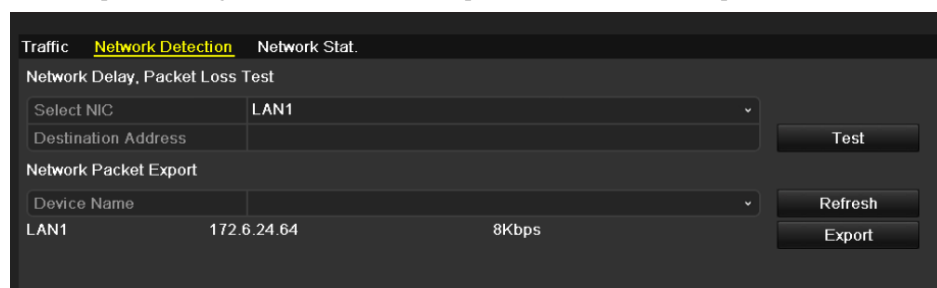 Traffic Network Detection Network Stat.
Network Delay, Packet Loss Test
Select NIC LAN1
Destination Address Test
Network Packet Export
Device Name Refresh
LAN1 172.6.24.64 8Kbps Export